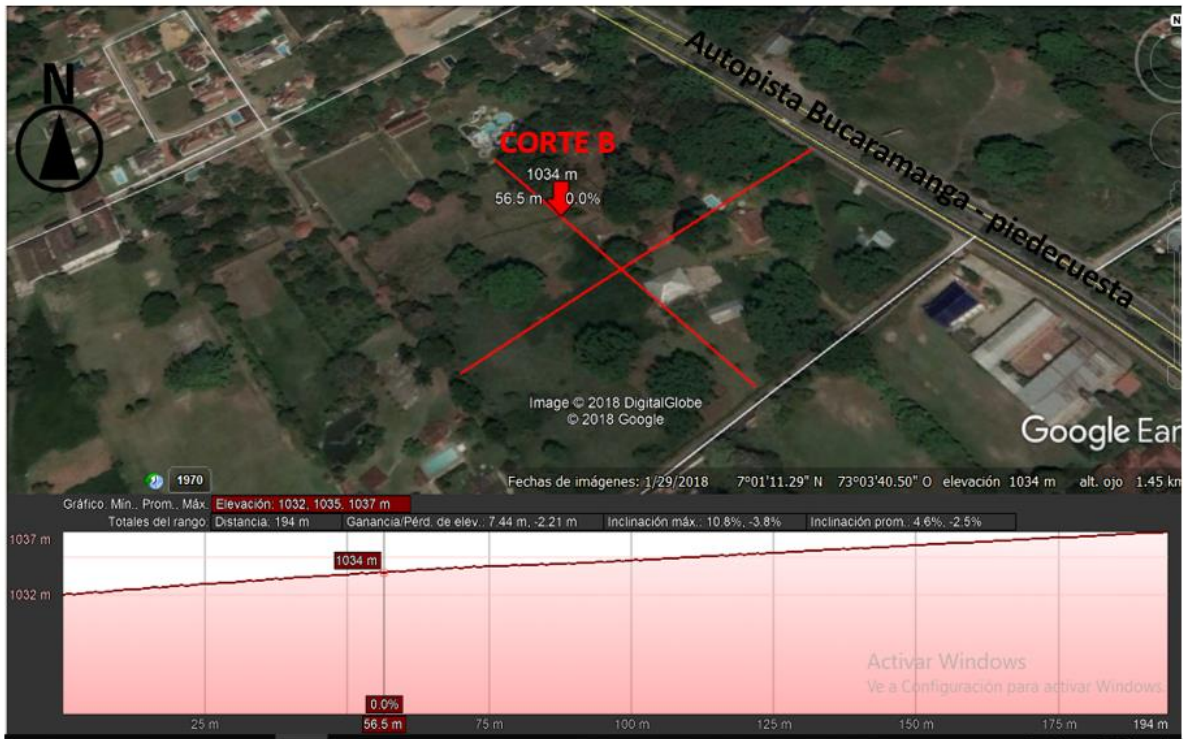 N
N
Autopista Bucaramanga - piedecuesta
CORTE B
1034 m
56.5 m 0.0%
Image © 2018 DigitalGlobe
© 2018 Google
Google Ear
1970
Fechas de imágenes: 1/29/2018 7°01'11.29" N 73°03'40.50" O elevación 1034 m alt. ojo 1.45 km
Gráfico: Mín., Prom., Máx. Elevación: 1032, 1035, 1037 m
Totales del rango: Distancia: 194 m Ganancia/Pérd. de elev.: 7.44 m, -2.21 m Inclinación máx.: 10.8%, -3.8% Inclinación prom.: 4.6%, -2.5%
1037 m
1034 m
1032 m
Activar Windows
Ve a Configuración para activar Windows.
0.0%
25 m 56.5 m 75 m 100 m 125 m 150 m 175 m 194 m